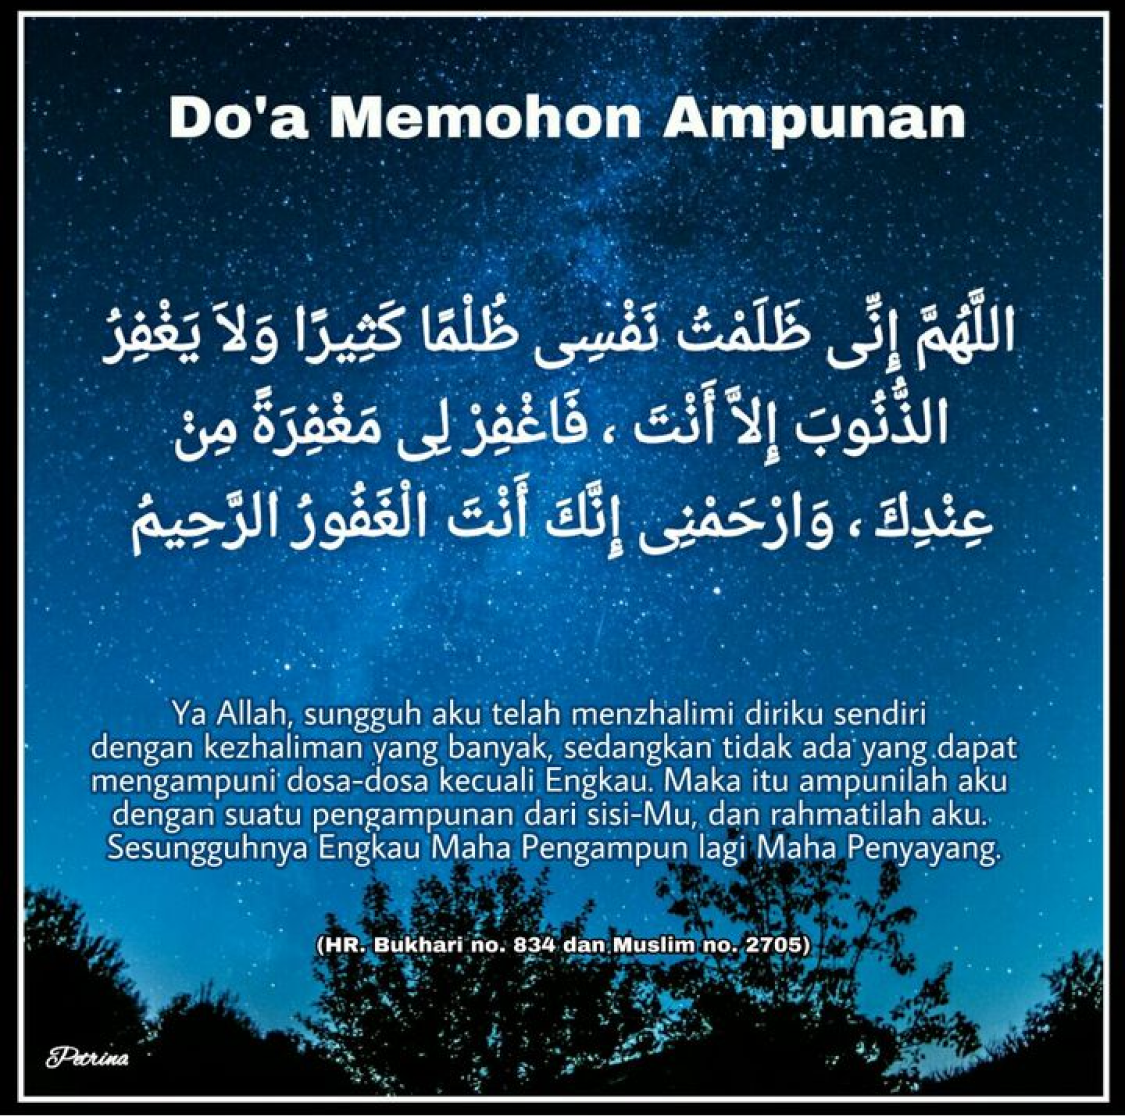 Do'a Memohon Ampunan
اللَّهُمَّ إِنِّى ظَلَمْتُ نَفْسِى ظُلْمًا كَثِيرًا وَلاَ يَغْفِرُ
الذُّنُوبَ إِلاَّ أَنْتَ ، فَاغْفِرْ لِى مَغْفِرَةً مِنْ
عِنْدِكَ ، وَارْحَمْنِى إِنَّكَ أَنْتَ الْغَفُورُ الرَّحِيمُ
Ya Allah, sungguh aku telah menzhalimi diriku sendiri
dengan kezhaliman yang banyak, sedangkan tidak ada yang dapat
mengampuni dosa-dosa kecuali Engkau. Maka itu ampunilah aku
dengan suatu pengampunan dari sisi-Mu, dan rahmatilah aku.
Sesungguhnya Engkau Maha Pengampun lagi Maha Penyayang.
(HR. Bukhari no. 834 dan Muslim no. 2705)
Petrina